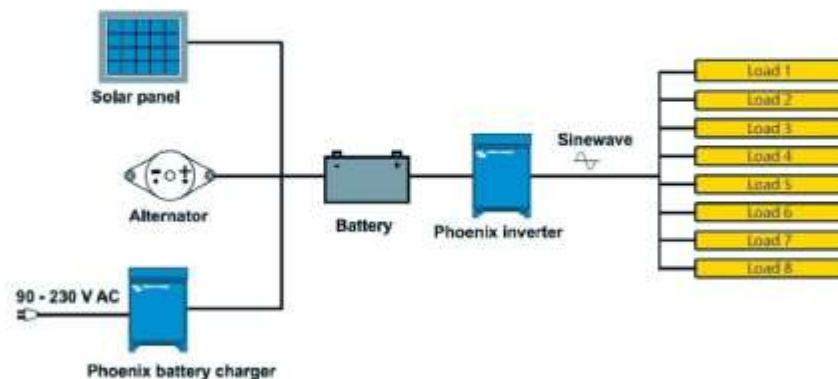 Solar panel
Alternator
90 - 230 V AC
Phoenix battery charger
- +
Battery
Phoenix inverter
Sinewave
Load 1
Load 2
Load 3
Load 4
Load 5
Load 6
Load 7
Load 8